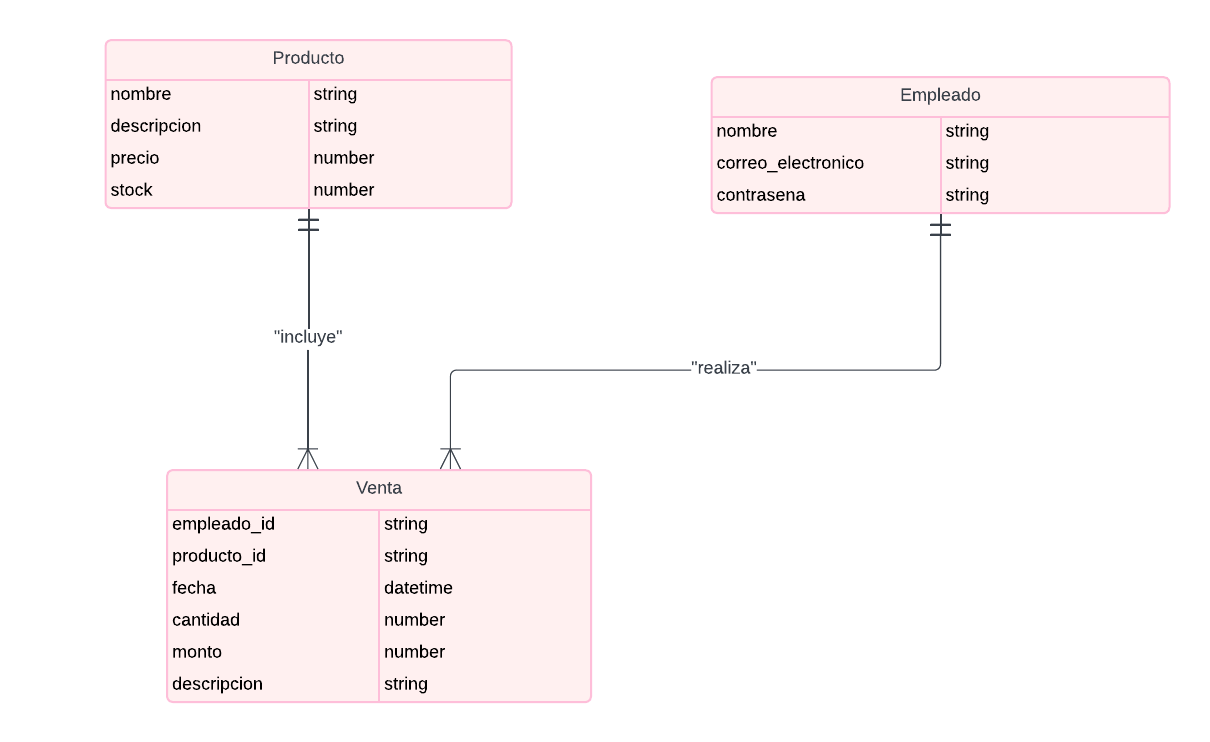 Producto
nombre string
descripcion string
precio number
stock number
Empleado
nombre string
correo_electronico string
contrasena string
"incluye"
"realiza"
Venta
empleado_id string
producto_id string
fecha datetime
cantidad number
monto number
descripcion string